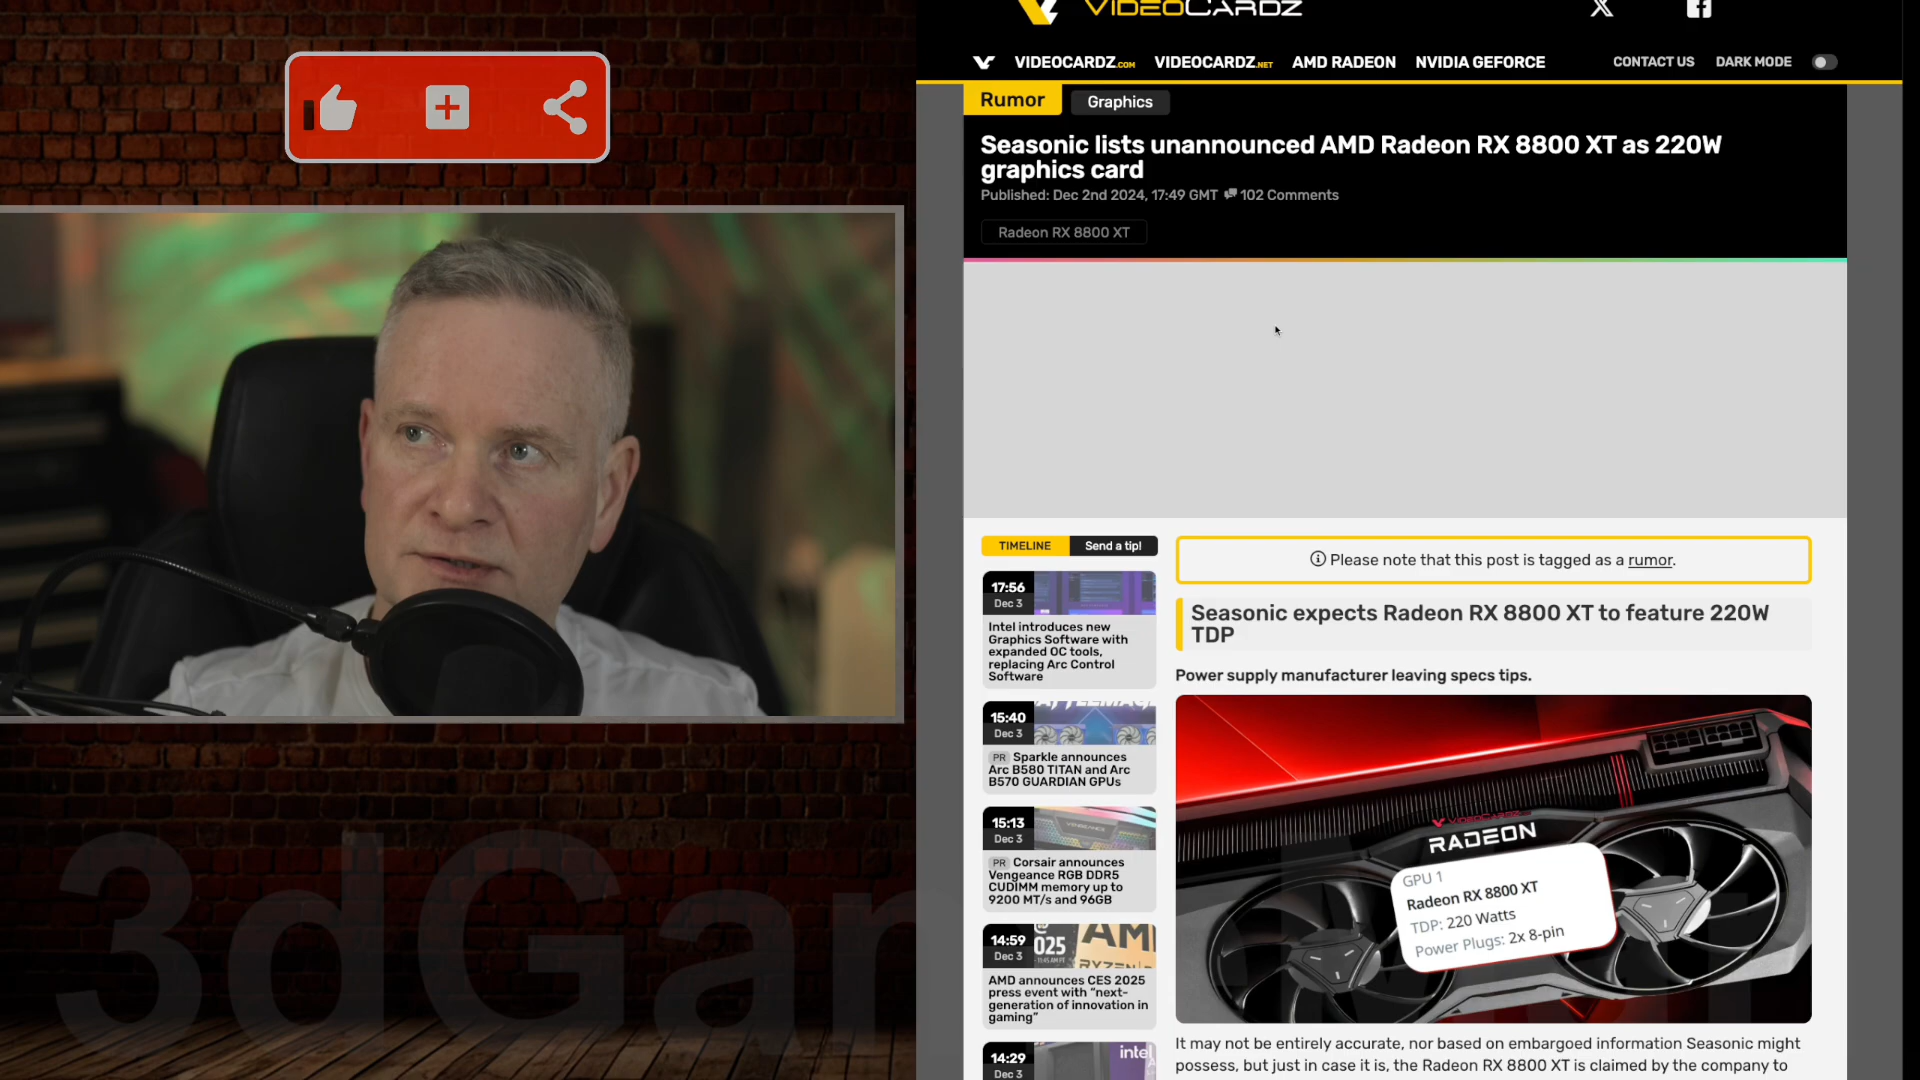 VIDEOCARDZ
VIDEOCARDZ.COM VIDEOCARDZ.NET AMD RADEON NVIDIA GEFORCE CONTACT US DARK MODE
Rumor Graphics
Seasonic lists unannounced AMD Radeon RX 8800 XT as 220W
graphics card
Published: Dec 2nd 2024, 17:49 GMT 102 Comments
Radeon RX 8800 XT
TIMELINE Send a tip!
17:56
Dec 3
Intel introduces new
Graphics Software with
expanded OC tools,
replacing Arc Control
Software
15:40
Dec 3
PR Sparkle announces
Arc B580 TITAN and Arc
B570 GUARDIAN GPUs
15:13
Dec 3
VENGEANCE
PR Corsair announces
Vengeance RGB DDR5
CUDIMM memory up to
9200 MT/s and 96GB
14:59
Dec 3
025
AM
RYZEN
AMD announces CES 2025
press event with “next-
generation of innovation in
gaming”
14:29
Dec 3
intel
Please note that this post is tagged as a rumor.
Seasonic expects Radeon RX 8800 XT to feature 220W
TDP
Power supply manufacturer leaving specs tips.
VIDEOCARDZ
RADEON
GPU 1
Radeon RX 8800 XT
TDP: 220 Watts
Power Plugs: 2x 8-pin
It may not be entirely accurate, nor based on embargoed information Seasonic might
possess, but just in case it is, the Radeon RX 8800 XT is claimed by the company to
3dGam